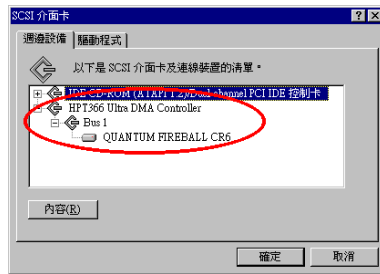 SCSI 介面卡
週邊設備 驅動程式
以下是 SCSI 介面卡及連線裝置的清單。
IDE CD-ROM (ATAPI 1.2)/Dual-channel PCI IDE 控制卡
HPT366 Ultra DMA Controller
Bus 1
QUANTUM FIREBALL CR6
內容(R)
確定 取消